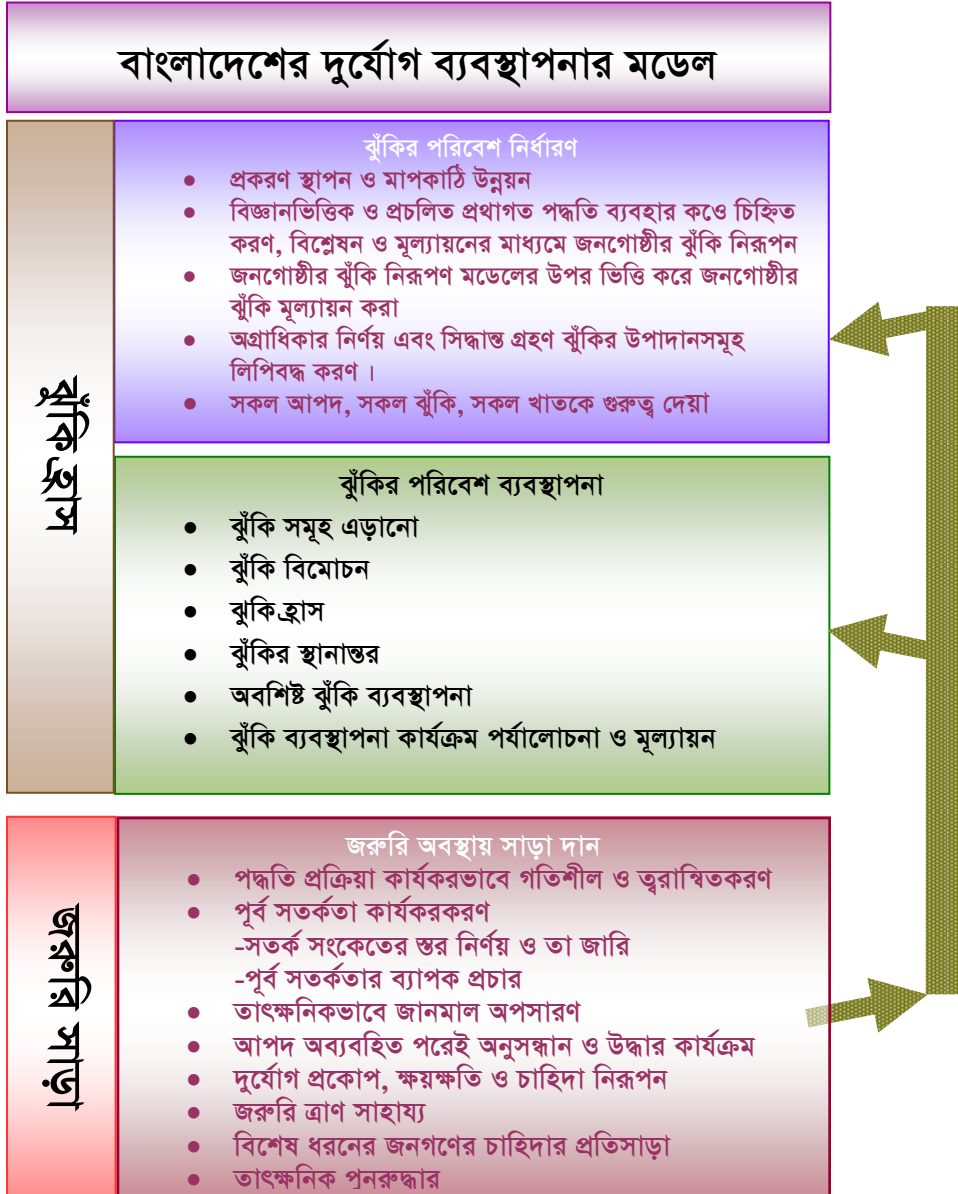 বাংলাদেশের দুর্যোগ ব্যবস্থাপনার মডেল
ঝুঁকি হ্রাস
ঝুঁকির পরিবেশ নির্ধারণ
● প্রকরণ স্থাপন ও মাপকাঠি উন্নয়ন
● বিজ্ঞানভিত্তিক ও প্রচলিত প্রথাগত পদ্ধতি ব্যবহার কওে চিহ্নিত
করণ, বিশ্লেষন ও মূল্যায়নের মাধ্যমে জনগোষ্ঠীর ঝুঁকি নিরূপন
● জনগোষ্ঠীর ঝুঁকি নিরূপণ মডেলের উপর ভিত্তি করে জনগোষ্ঠীর
ঝুঁকি মূল্যায়ন করা
● অগ্রাধিকার নির্ণয় এবং সিদ্ধান্ত গ্রহণ ঝুঁকির উপাদানসমূহ
লিপিবদ্ধ করণ ।
● সকল আপদ, সকল ঝুঁকি, সকল খাতকে গুরুত্ব দেয়া
ঝুঁকির পরিবেশ ব্যবস্থাপনা
● ঝুঁকি সমূহ এড়ানো
● ঝুঁকি বিমোচন
● ঝুকি হ্রাস
● ঝুঁকির স্থানান্তর
● অবশিষ্ট ঝুঁকি ব্যবস্থাপনা
● ঝুঁকি ব্যবস্থাপনা কার্যক্রম পর্যালোচনা ও মূল্যায়ন
জরুরি সাড়া
জরুরি অবস্থায় সাড়া দান
● পদ্ধতি প্রক্রিয়া কার্যকরভাবে গতিশীল ও ত্বরান্বিতকরণ
● পূর্ব সতর্কতা কার্যকরকরণ
-সতর্ক সংকেতের স্তর নির্ণয় ও তা জারি
-পূর্ব সতর্কতার ব্যাপক প্রচার
● তাৎক্ষনিকভাবে জানমাল অপসারণ
● আপদ অব্যবহিত পরেই অনুসন্ধান ও উদ্ধার কার্যক্রম
● দুর্যোগ প্রকোপ, ক্ষয়ক্ষতি ও চাহিদা নিরূপন
● জরুরি ত্রাণ সাহায্য
● বিশেষ ধরনের জনগণের চাহিদার প্রতিসাড়া
● তাৎক্ষনিক পুনরুদ্ধার